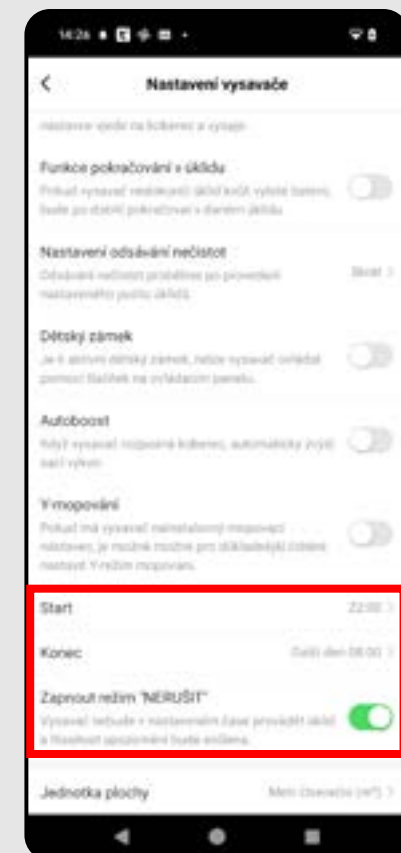 14:26
Nastavení vysavače
nástavce vjede na koberec a vysaje.
Funkce pokračování v úklidu
Pokud vysavač nedokončí úklid kvůli vybité baterii,
bude po dobití pokračovat v daném úklidu.
Nastavení odsávání nečistot
Odsávání nečistot proběhne po provedení
nastaveného počtu úklidů.
Dětský zámek
Je-li aktivní dětský zámek, nelze vysavač ovládat
pomocí tlačítek na ovládacím panelu.
Autoboost
Když vysavač rozpozná koberec, automaticky zvýší
sací výkon.
Y-mopování
Pokud má vysavač nainstalovaný mopovací
nástavec, je možné pro důkladnější čištění
nastavit Y-režim mopování.
Start 22:00
Konec Další den 08:00
Zapnout režim "NERUŠIT"
Vysavač nebude v nastaveném čase provádět úklid
a hlasitost upozornění bude snížena.
Jednotka plochy Metr čtvereční (m²)